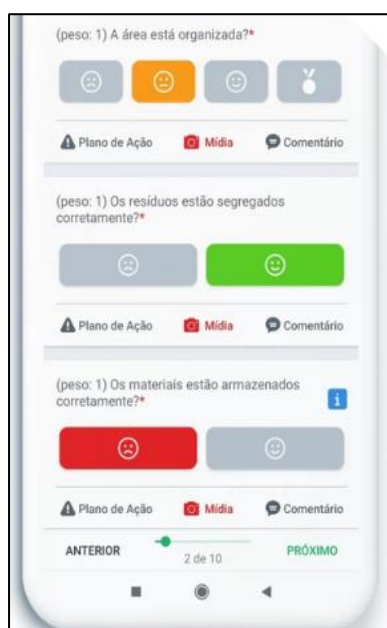 (peso: 1) A área está organizada?*
Plano de Ação Mídia Comentário
(peso: 1) Os resíduos estão segregados
corretamente?*
Plano de Ação Mídia Comentário
(peso: 1) Os materiais estão armazenados
corretamente?*
i
Plano de Ação Mídia Comentário
ANTERIOR 2 de 10 PRÓXIMO